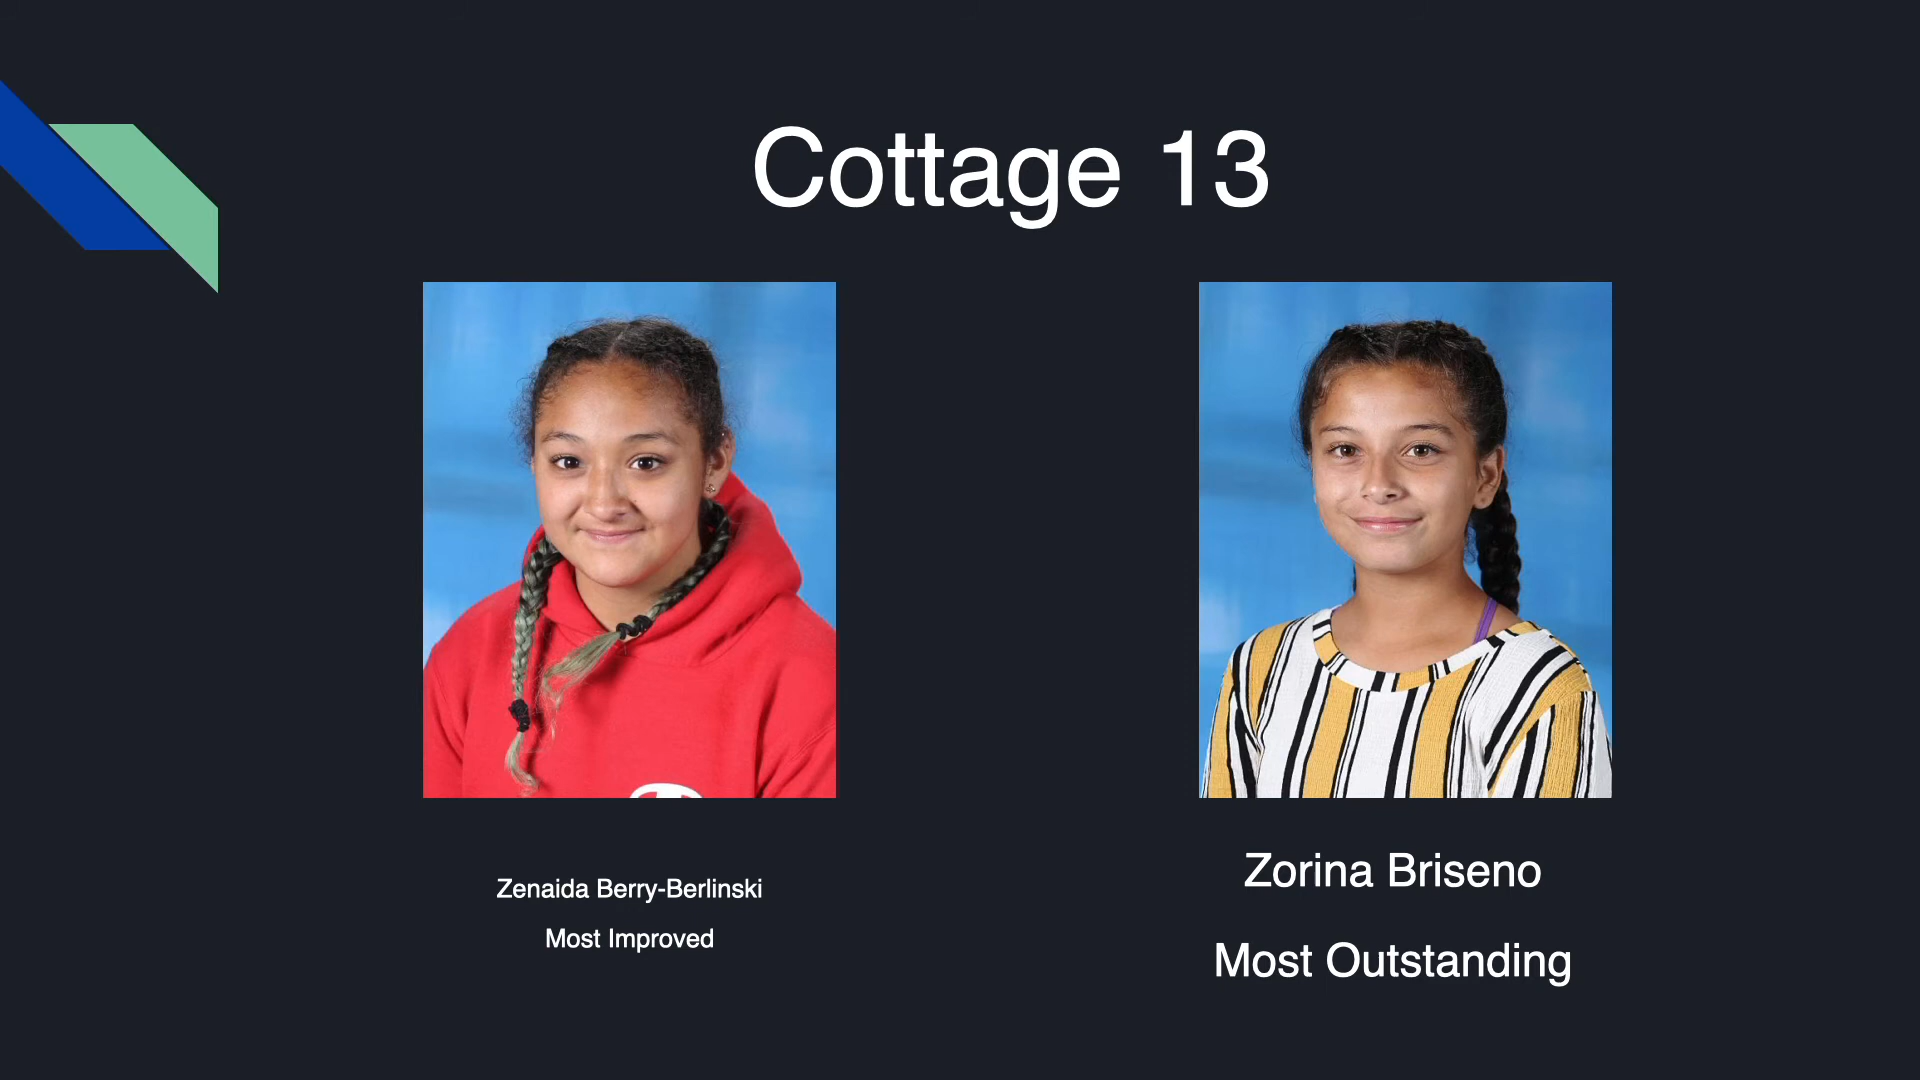 Cottage 13
Zenaida Berry-Berlinski
Most Improved
Zorina Briseno
Most Outstanding